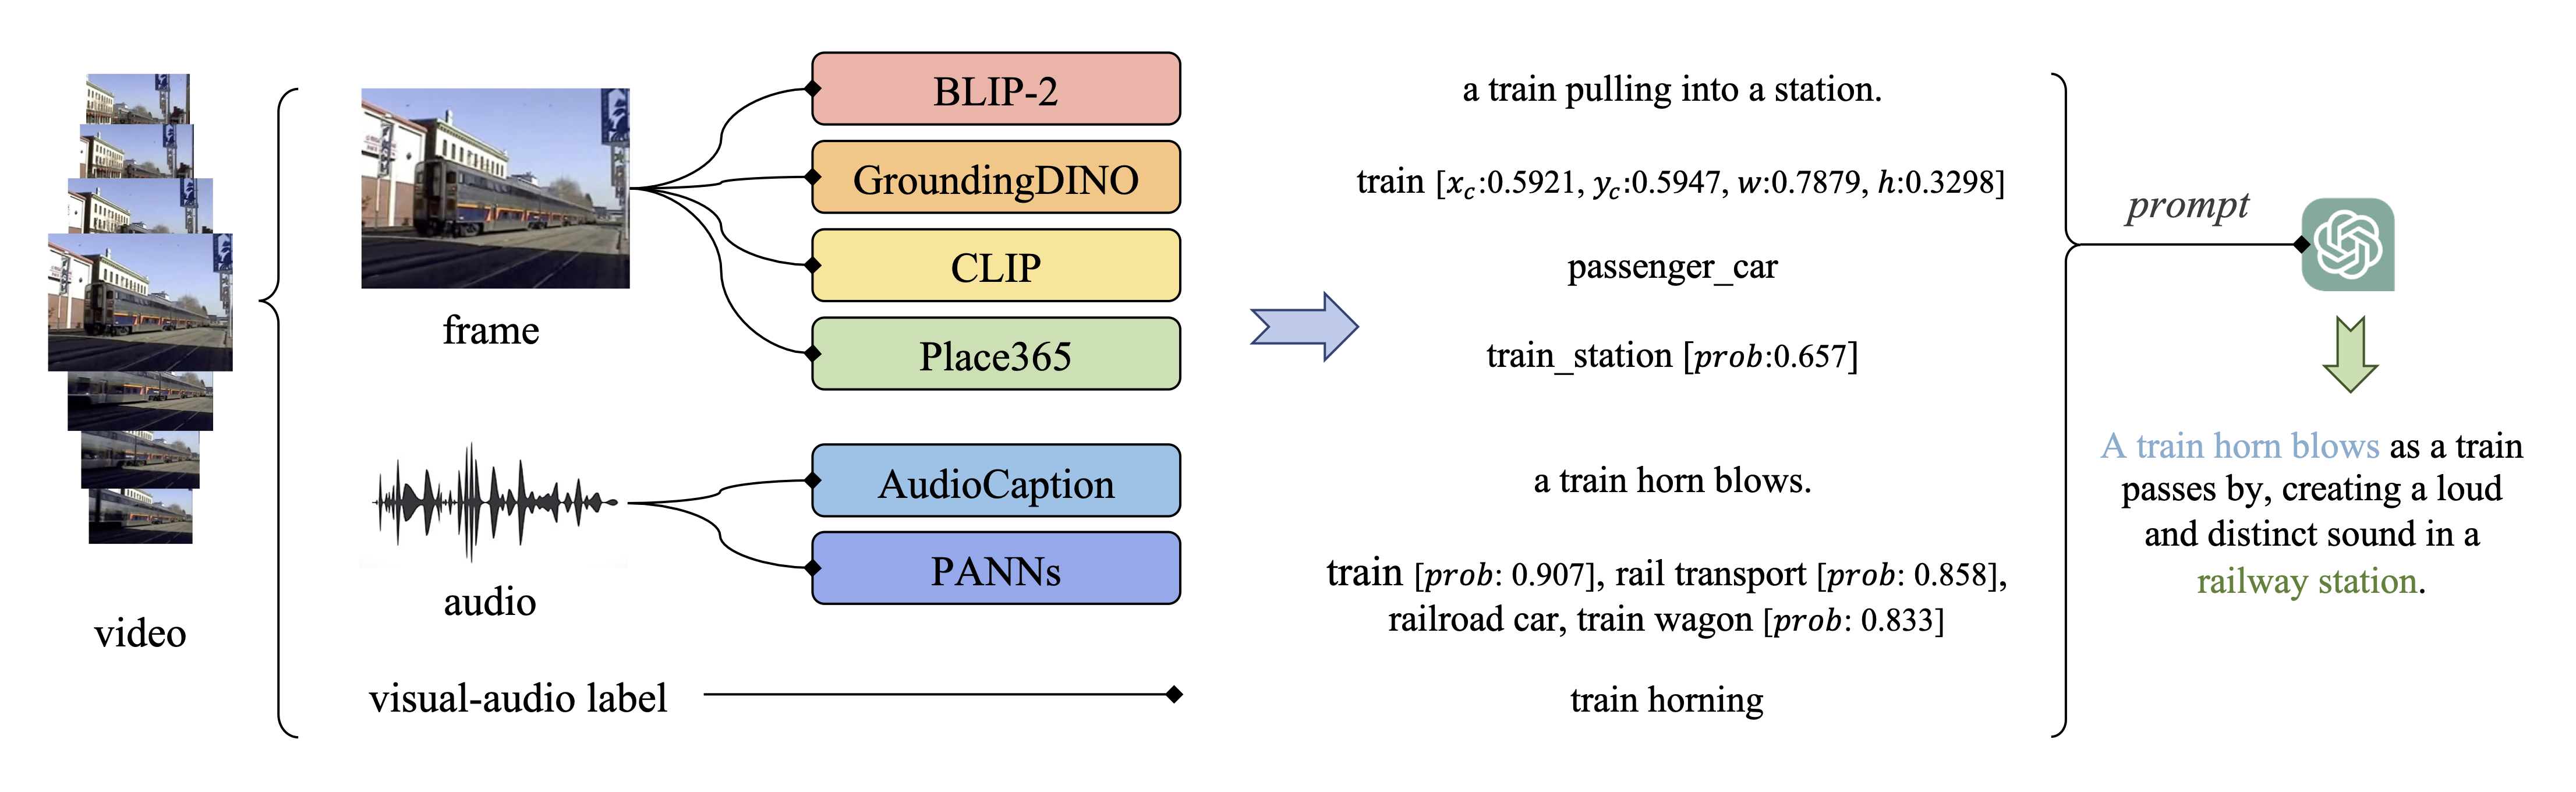 video
frame
audio
visual-audio label
BLIP-2
GroundingDINO
CLIP
Place365
AudioCaption
PANNs
a train pulling into a station.
train [x_c:0.5921, y_c:0.5947, w:0.7879, h:0.3298]
passenger_car
train_station [prob:0.657]
a train horn blows.
train [prob: 0.907], rail transport [prob: 0.858],
railroad car, train wagon [prob: 0.833]
train horning
prompt
A train horn blows as a train
passes by, creating a loud
and distinct sound in a
railway station.